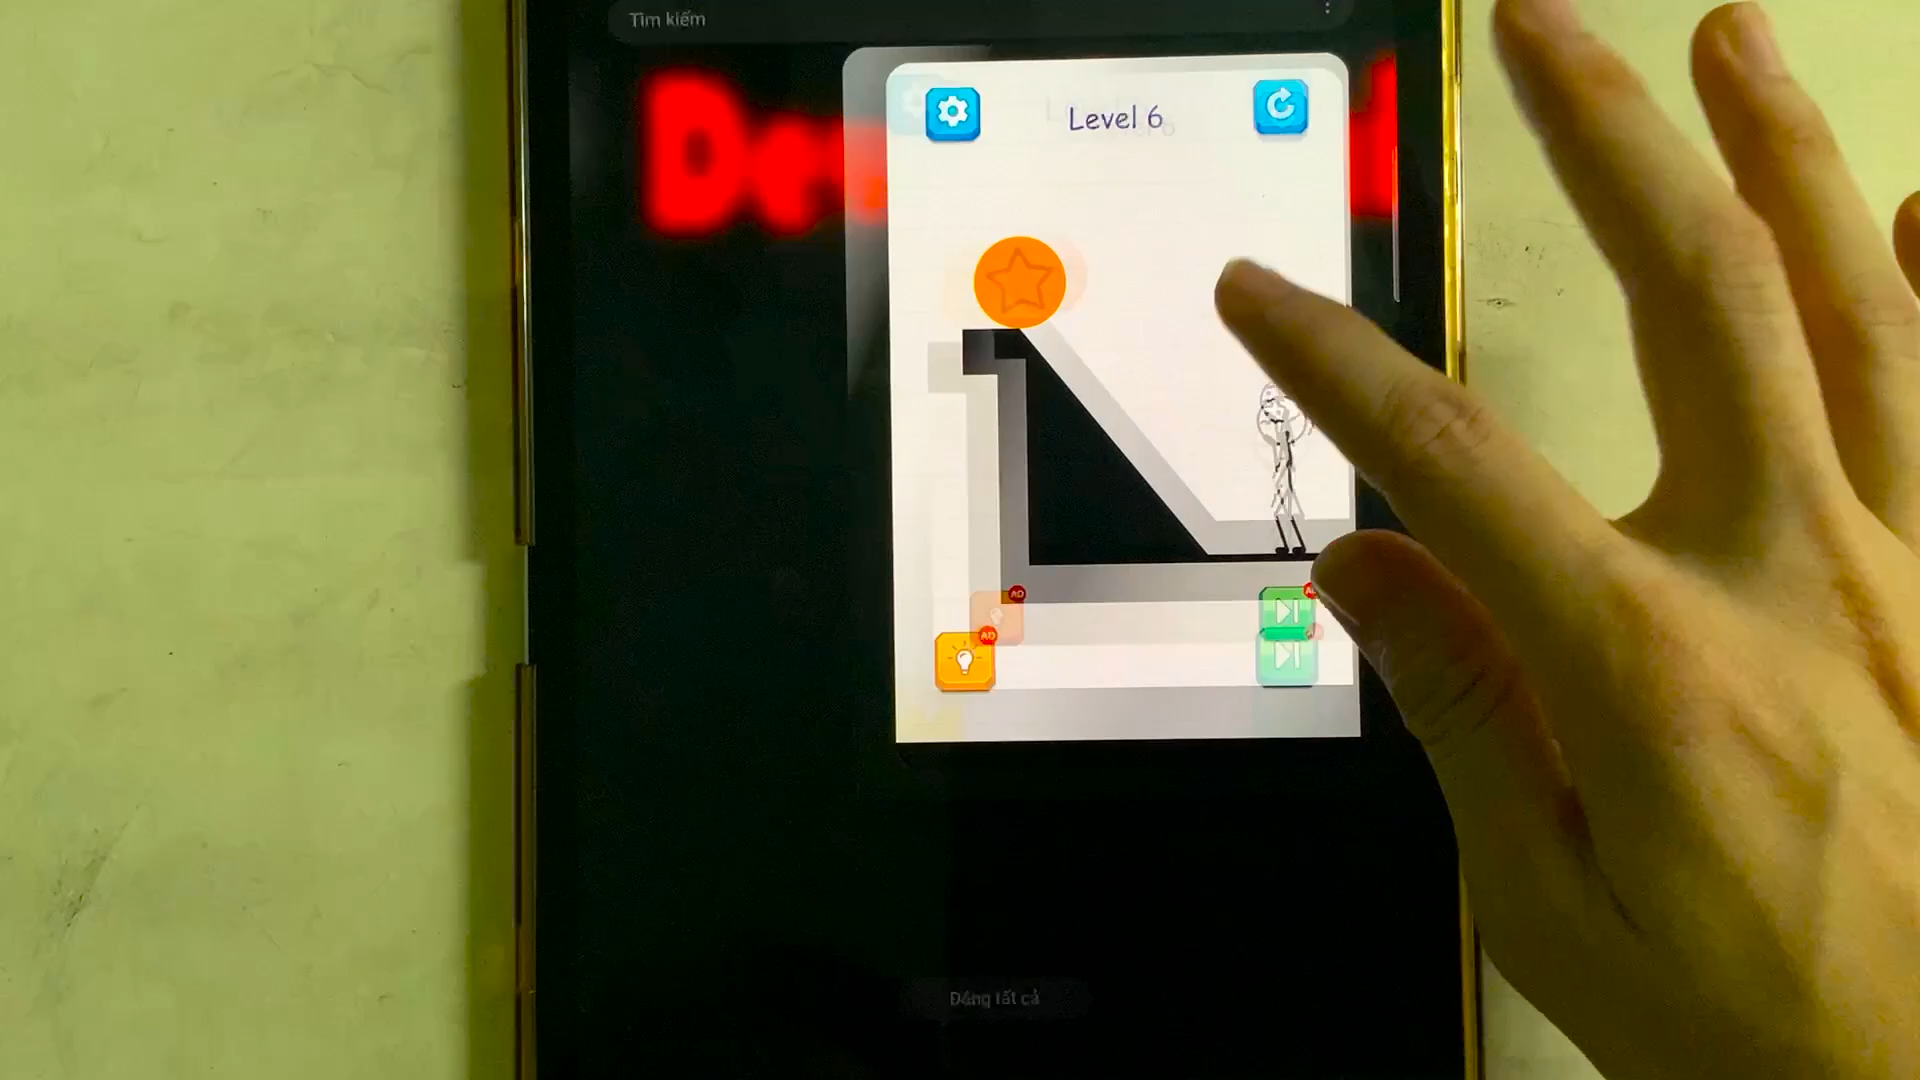 Tìm kiếm
Level 6
AD
AD
Đóng tất cả